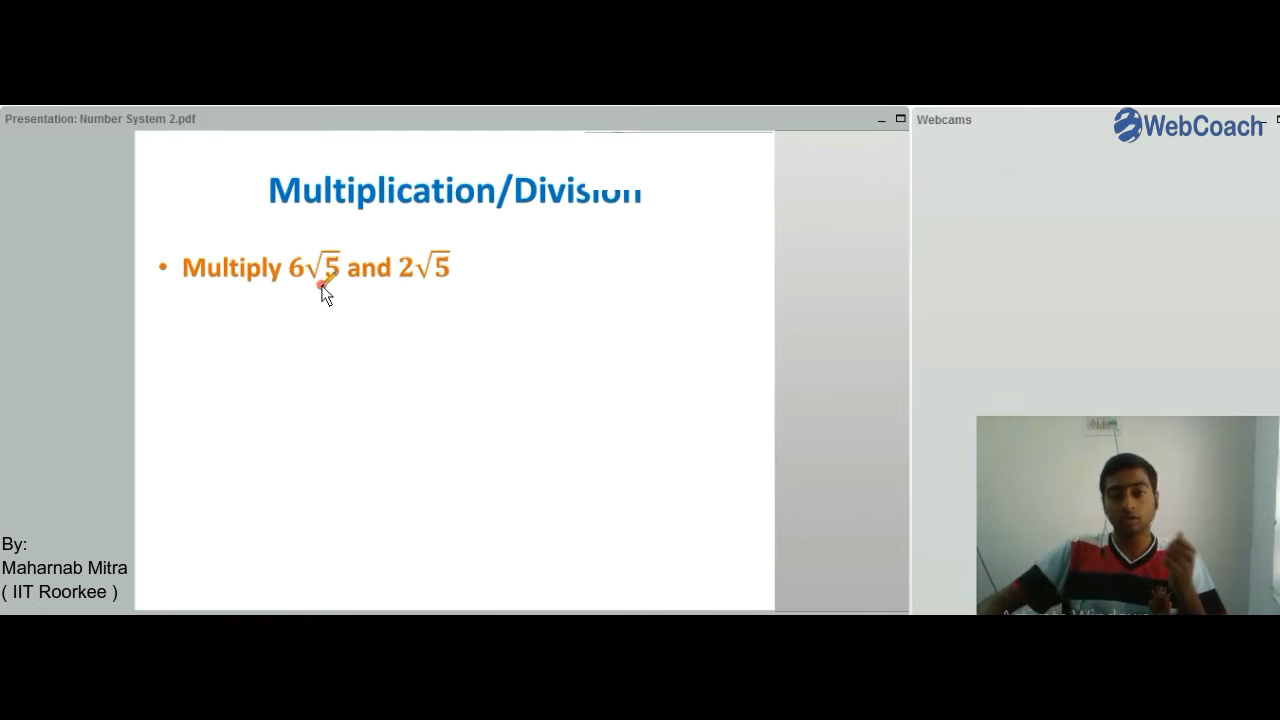 Presentation: Number System 2.pdf
Webcams
WebCoach
Multiplication/Division
• Multiply 6√5 and 2√5
By:
Maharnab Mitra
( IIT Roorkee )